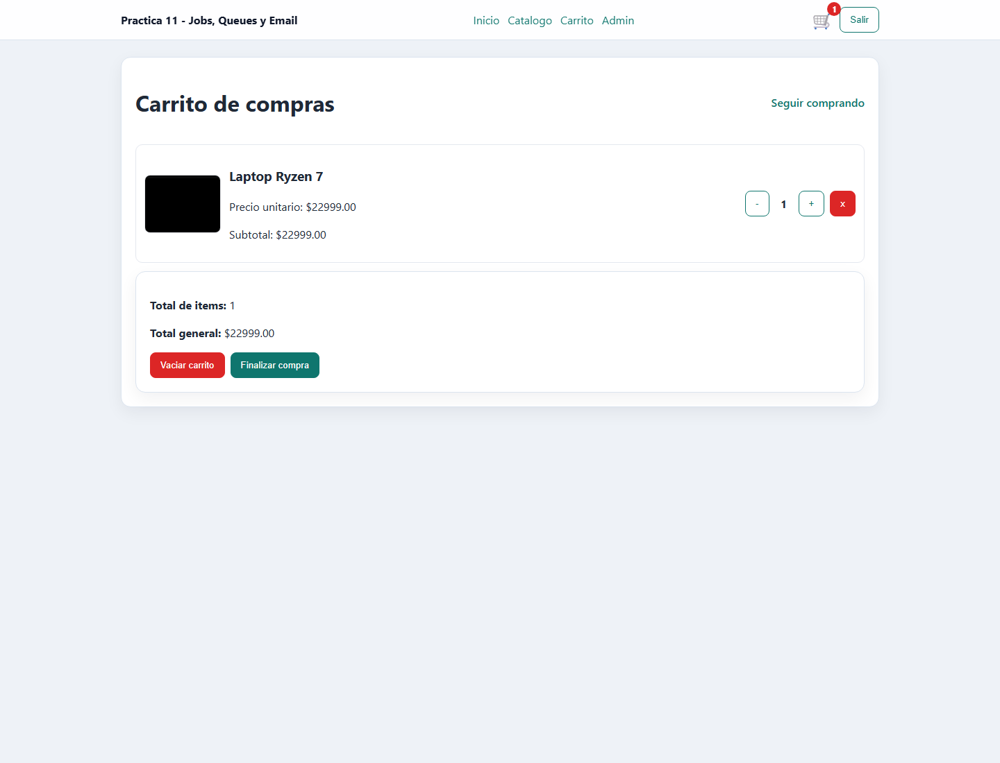 Practica 11 - Jobs, Queues y Email
Inicio Catalogo Carrito Admin
1
Salir
Carrito de compras
Seguir comprando
Laptop Ryzen 7
Precio unitario: $22999.00
Subtotal: $22999.00
- 1 + x
Total de items: 1
Total general: $22999.00
Vaciar carrito Finalizar compra